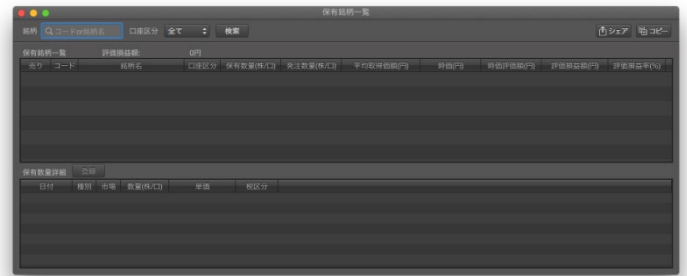 保有銘柄一覧
銘柄 コードor銘柄名 口座区分 全て 検索 シェア コピー
保有銘柄一覧 評価損益額: 0円
売り コード 銘柄名 口座区分 保有数量(株/口) 発注数量(株/口) 平均取得価額(円) 時価(円) 時価評価額(円) 評価損益額(円) 評価損益率(%)
保有数量詳細 登録
日付 種別 市場 数量(株/口) 単価 税区分